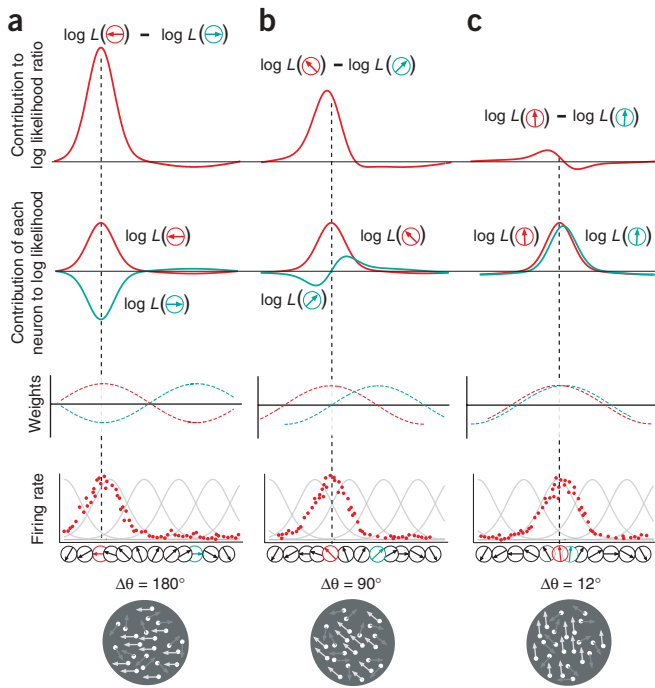 a
b
c
Contribution to
log likelihood ratio
log L( ) – log L( )
log L( ) – log L( )
log L( ) – log L( )
Contribution of each
neuron to log likelihood
log L( )
log L( )
log L( )
log L( )
log L( )
log L( )
Weights
Firing rate
Δθ = 180°
Δθ = 90°
Δθ = 12°